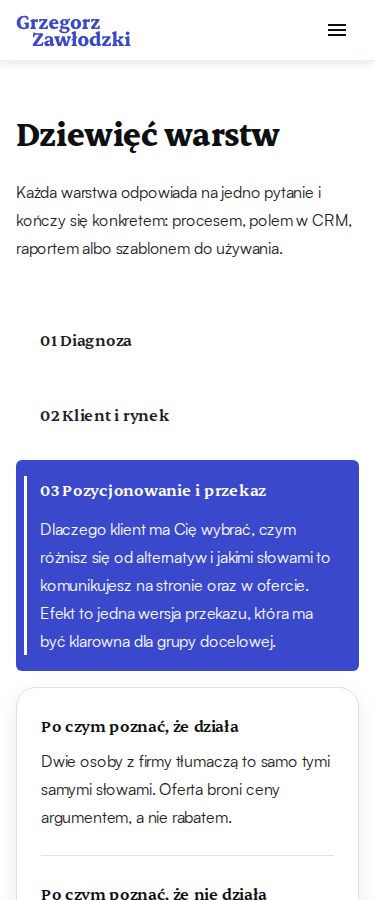 Grzegorz
Zawłodzki
Dziewięć warstw
Każda warstwa odpowiada na jedno pytanie i
kończy się konkretem: procesem, polem w CRM,
raportem albo szablonem do używania.
01 Diagnoza
02 Klient i rynek
03 Pozycjonowanie i przekaz
Dlaczego klient ma Cię wybrać, czym
różnisz się od alternatyw i jakimi słowami to
komunikujesz na stronie oraz w ofercie.
Efekt to jedna wersja przekazu, która ma
być klarowna dla grupy docelowej.
Po czym poznać, że działa
Dwie osoby z firmy tłumaczą to samo tymi
samymi słowami. Oferta broni ceny
argumentem, a nie rabatem.
Po czym poznać, że nie działa